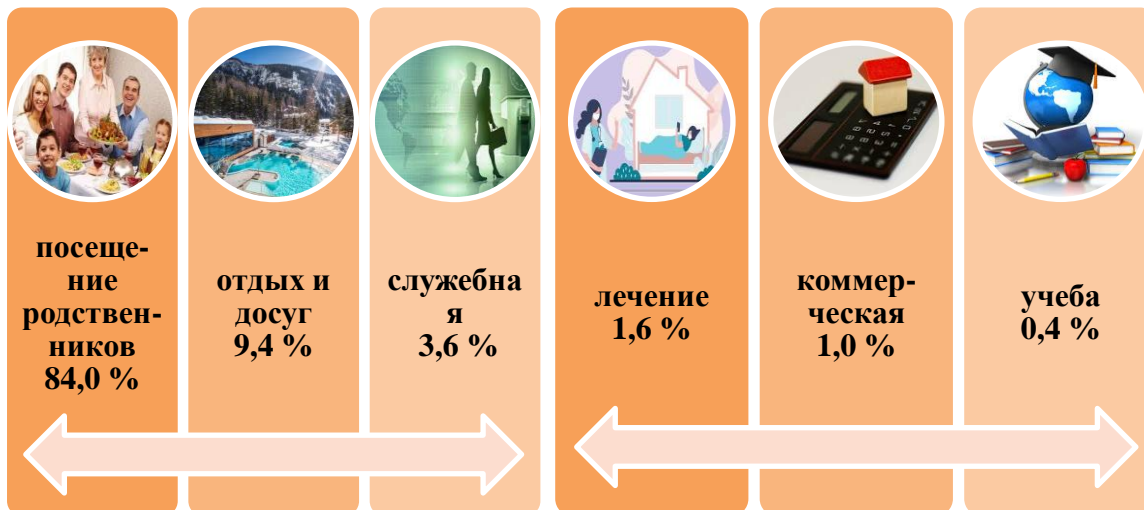 посеще-
ние
родствен-
ников
84,0 %
отдых и
досуг
9,4 %
служебна
я
3,6 %
лечение
1,6 %
коммер-
ческая
1,0 %
учеба
0,4 %